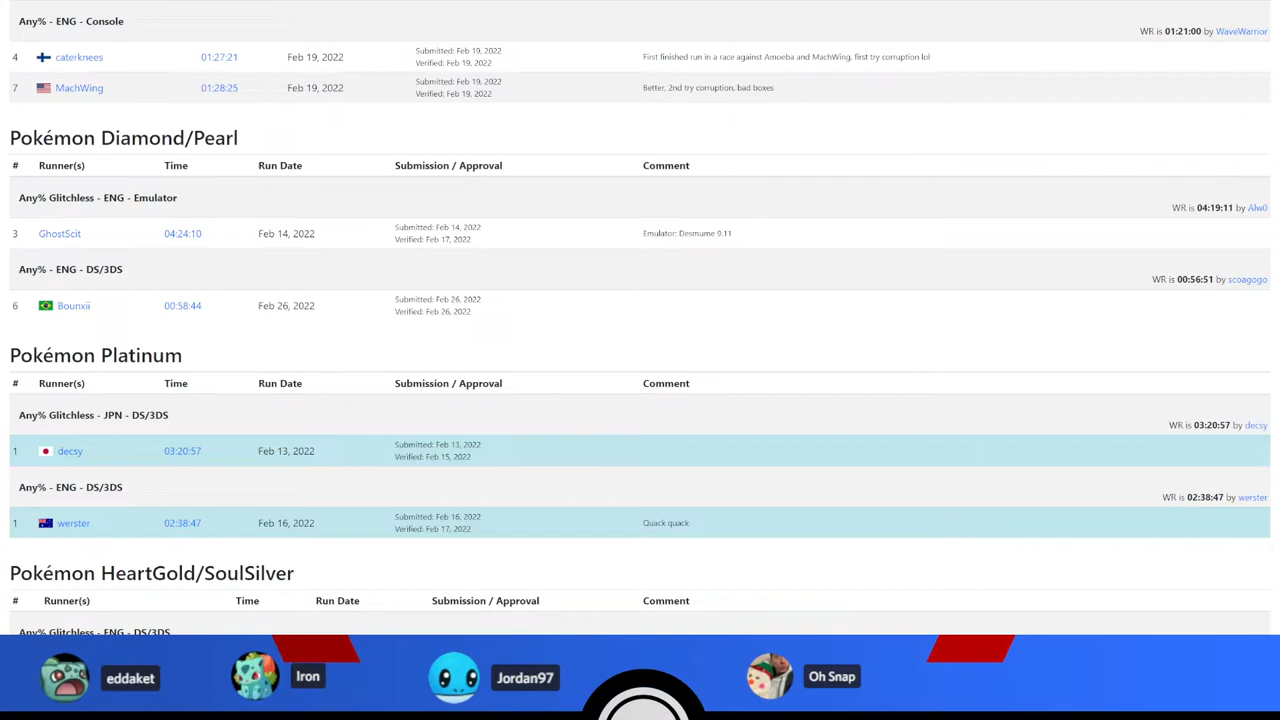 Any% - ENG - Console
WR is 01:21:00 by WaveWarrior
4 caterknees 01:27:21 Feb 19, 2022 Submitted: Feb 19, 2022 First finished run in a race against Amoeba and MachWing, first try corruption lol
Verified: Feb 19, 2022
7 MachWing 01:28:25 Feb 19, 2022 Submitted: Feb 19, 2022 Better, 2nd try corruption, bad boxes
Verified: Feb 19, 2022
Pokémon Diamond/Pearl
# Runner(s) Time Run Date Submission / Approval Comment
Any% Glitchless - ENG - Emulator
WR is 04:19:11 by Alw0
3 GhostScit 04:24:10 Feb 14, 2022 Submitted: Feb 14, 2022 Emulator: Desmume 9.11
Verified: Feb 17, 2022
Any% - ENG - DS/3DS
WR is 00:56:51 by scoagogo
6 Bounxii 00:58:44 Feb 26, 2022 Submitted: Feb 26, 2022
Verified: Feb 26, 2022
Pokémon Platinum
# Runner(s) Time Run Date Submission / Approval Comment
Any% Glitchless - JPN - DS/3DS
WR is 03:20:57 by decsy
1 decsy 03:20:57 Feb 13, 2022 Submitted: Feb 13, 2022
Verified: Feb 15, 2022
Any% - ENG - DS/3DS
WR is 02:38:47 by werster
1 werster 02:38:47 Feb 16, 2022 Submitted: Feb 16, 2022 Quack quack
Verified: Feb 17, 2022
Pokémon HeartGold/SoulSilver
# Runner(s) Time Run Date Submission / Approval Comment
Any% Glitchless - ENG - DS/3DS
eddaket Iron Jordan97 Oh Snap